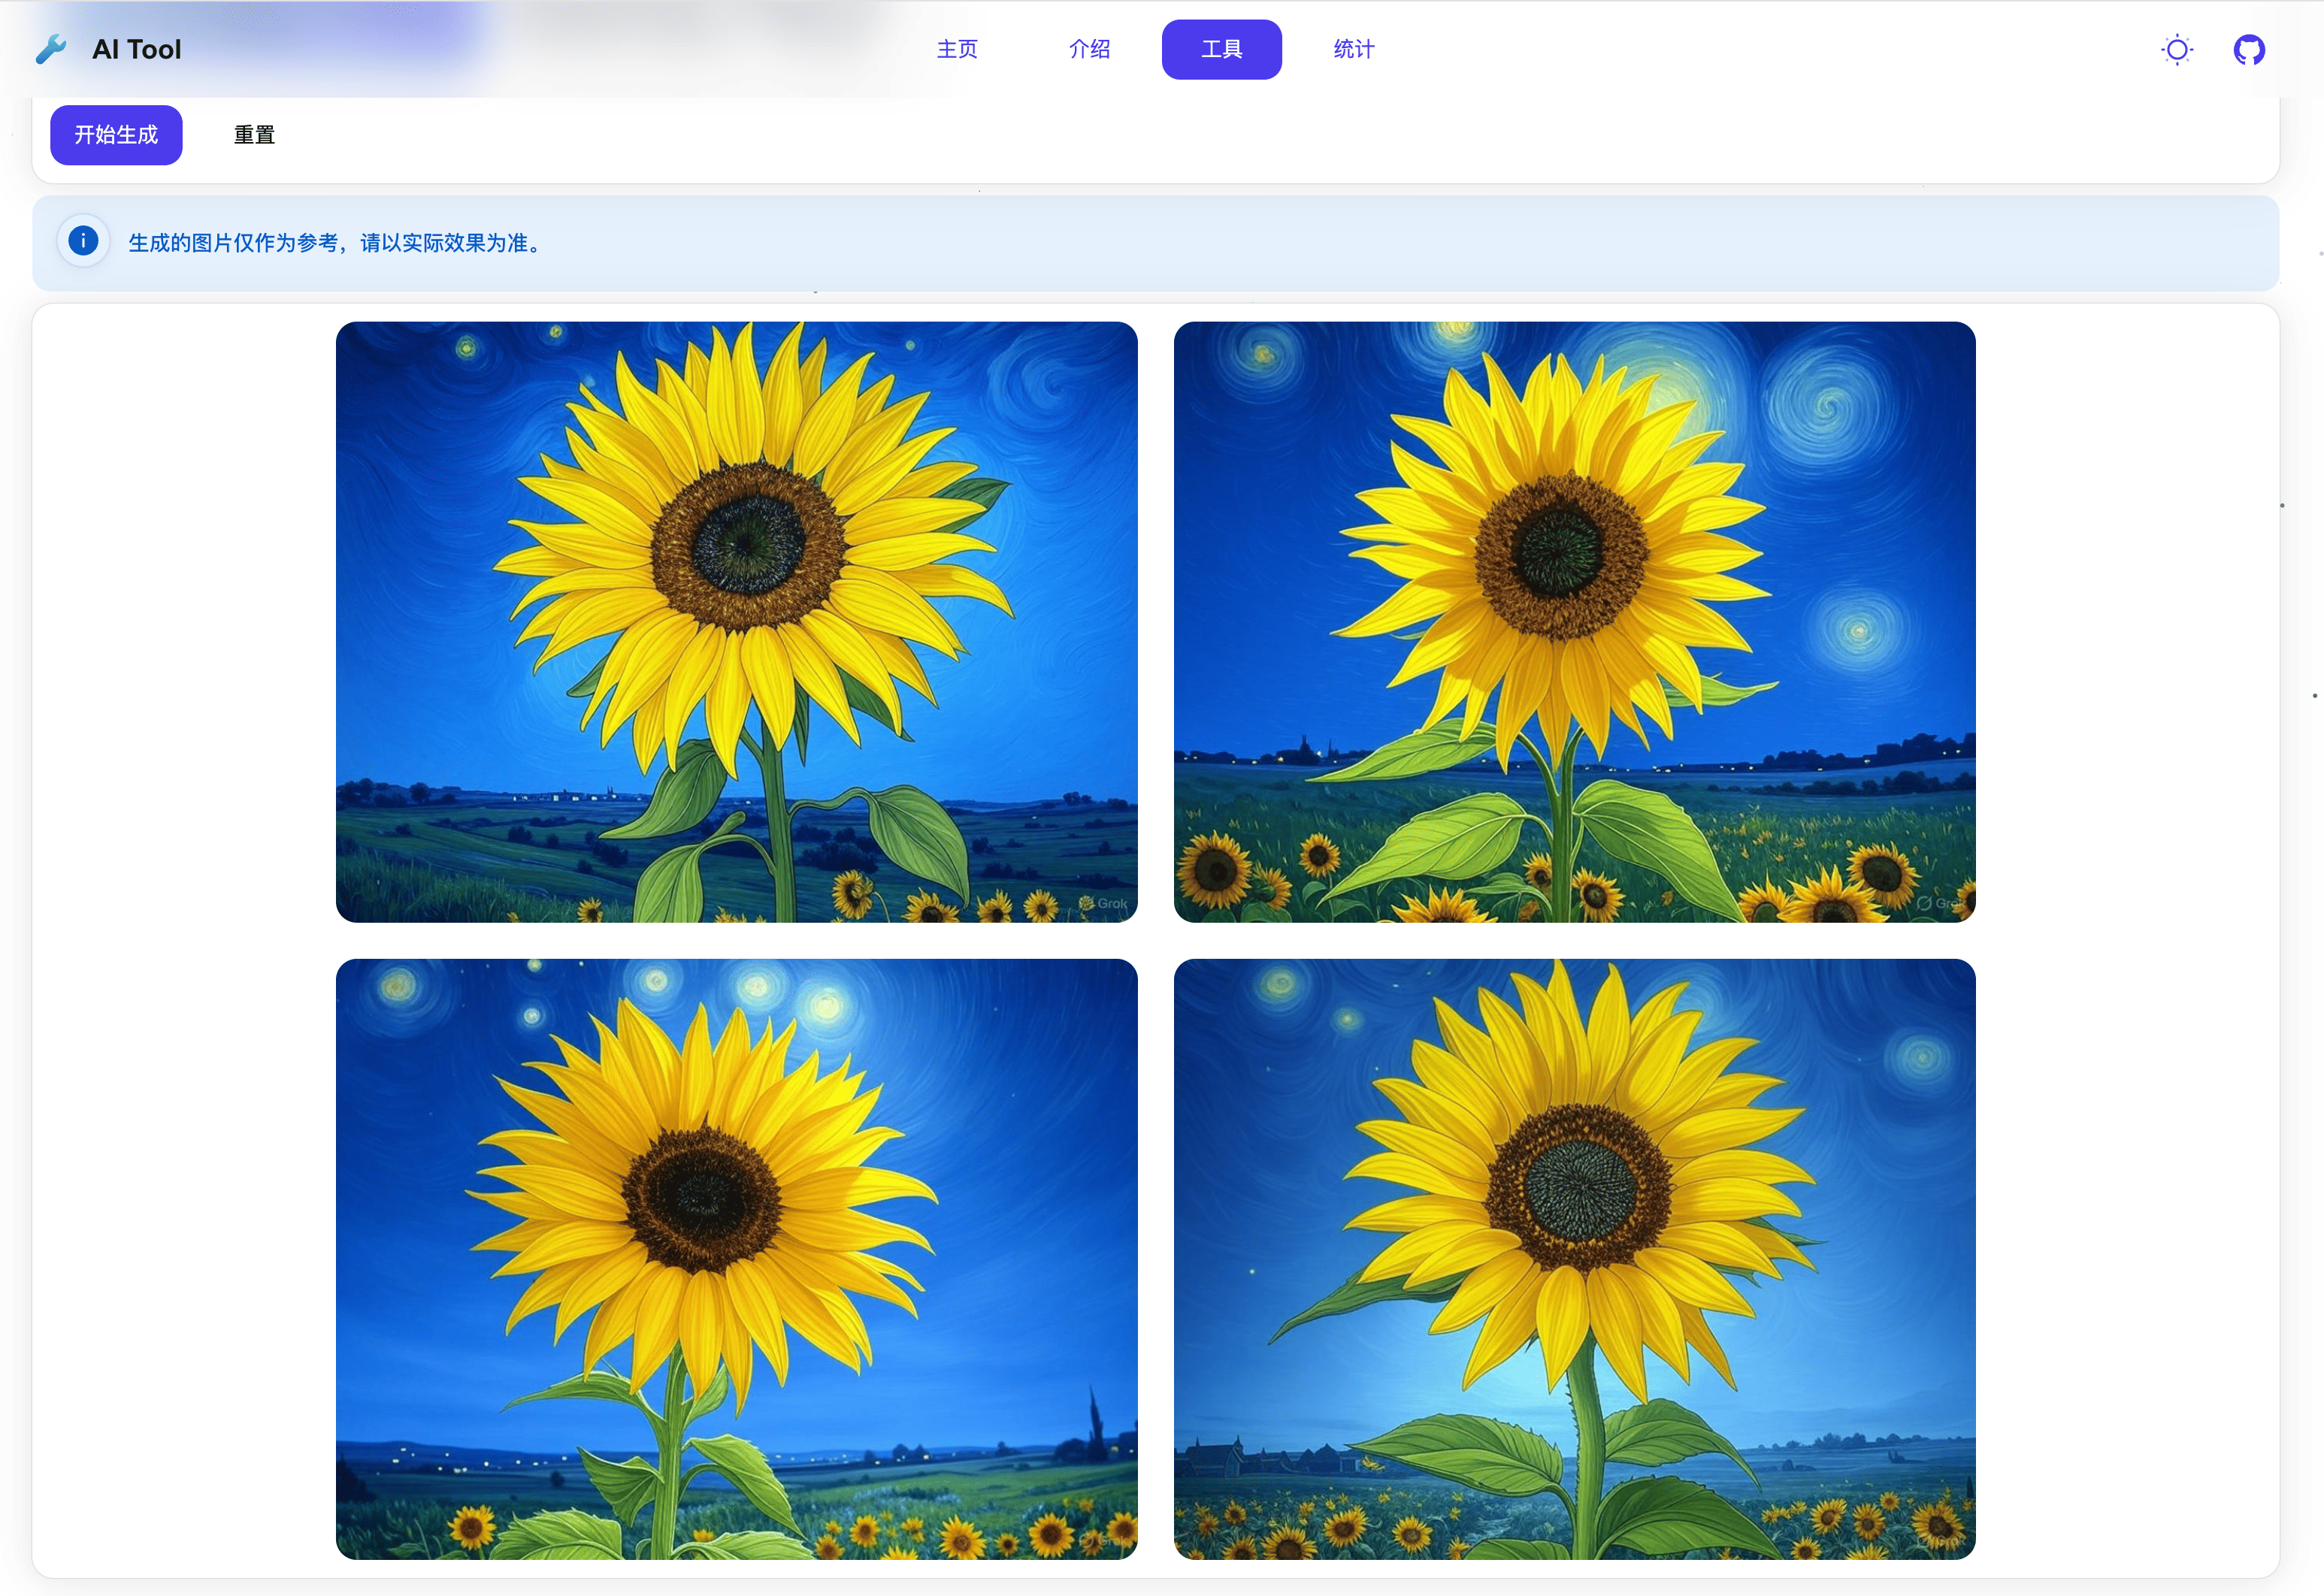 AI Tool
主页
介绍
工具
统计
开始生成
重置
生成的图片仅作为参考，请以实际效果为准。
Grok